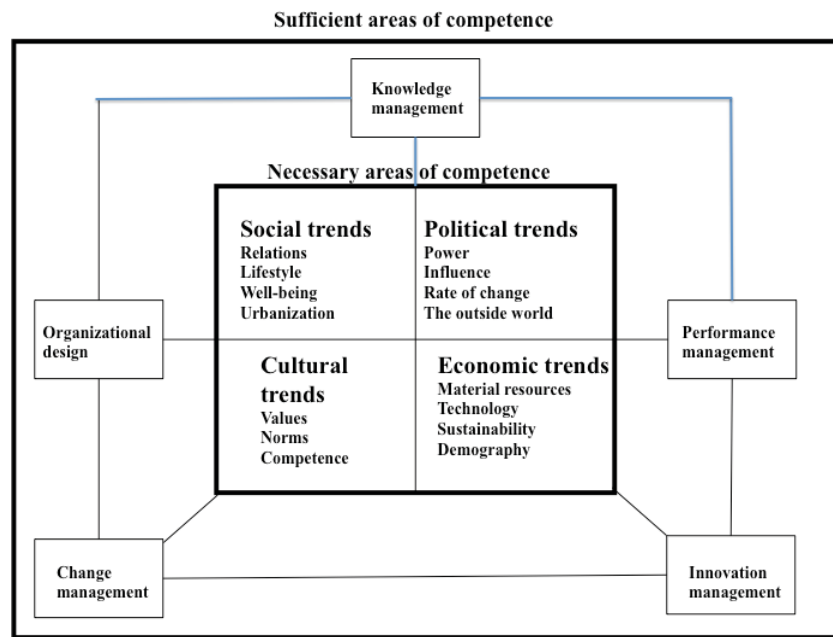 Sufficient areas of competence
Knowledge
management
Necessary areas of competence
Social trends
Relations
Lifestyle
Well-being
Urbanization
Political trends
Power
Influence
Rate of change
The outside world
Organizational
design
Performance
management
Cultural
trends
Values
Norms
Competence
Economic trends
Material resources
Technology
Sustainability
Demography
Change
management
Innovation
management